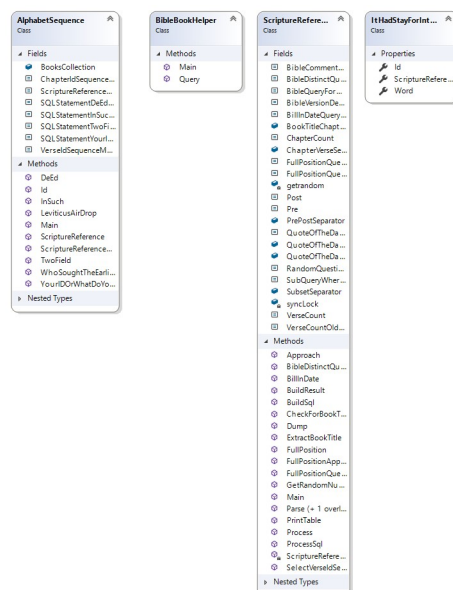 AlphabetSequence
Class
Fields
BooksCollection
ChapterIdSequence...
ScriptureReference...
SQLStatementDeEd...
SQLStatementInSuc...
SQLStatementTwoFi...
SQLStatementYourI...
VerseIdSequenceM...
Methods
DeEd
Id
InSuch
LeviticusAirDrop
Main
ScriptureReference
ScriptureReference...
TwoField
WhoSoughtTheEarli...
YourIDOrWhatDoYo...
Nested Types
BibleBookHelper
Class
Methods
Main
Query
ScriptureRefere...
Class
Fields
BibleComment...
BibleDistinctQu...
BibleQueryFor...
BibleVersionDe...
BillInDateQuery...
BookTitleChapt...
ChapterCount
ChapterVerseSe...
FullPositionQue...
FullPositionQue...
getrandom
Post
Pre
PrePostSeparator
QuoteOfTheDa...
QuoteOfTheDa...
QuoteOfTheDa...
RandomQuesti...
SubQueryWher...
SubsetSeparator
syncLock
VerseCount
VerseCountOld...
Methods
Approach
BibleDistinctQu...
BillInDate
BuildResult
BuildSql
CheckForBookT...
Dump
ExtractBookTitle
FullPosition
FullPositionApp...
FullPositionQue...
GetRandomNu...
Main
Parse (+ 1 overl...
PrintTable
Process
ProcessSql
ScriptureRefere...
SelectVerseIdSe...
Nested Types
ItHadStayForInt...
Class
Properties
Id
ScriptureRefere...
Word